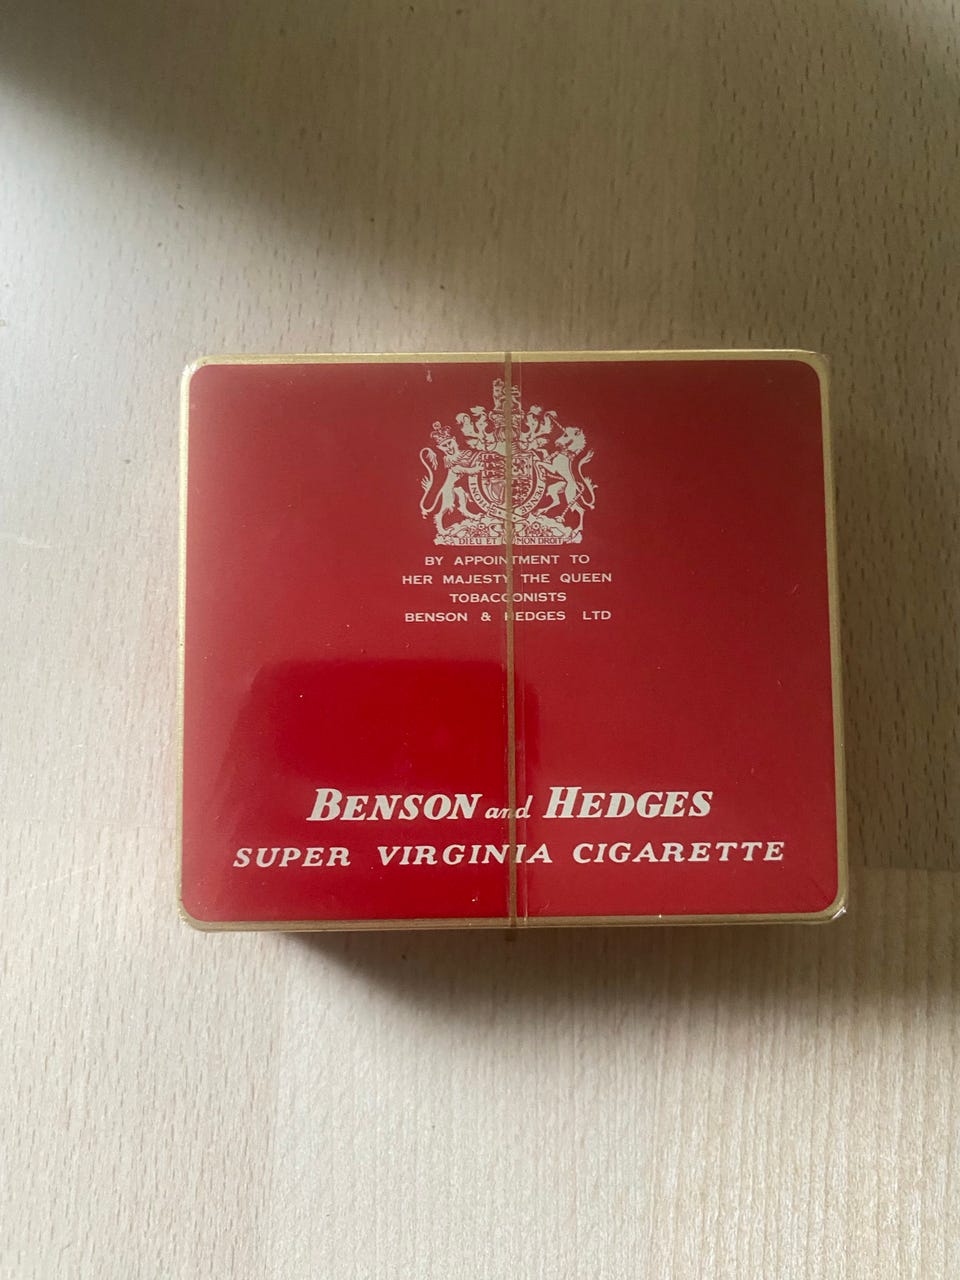 DIEU ET MON DROIT
BY APPOINTMENT TO
HER MAJESTY THE QUEEN
TOBACCONISTS
BENSON & HEDGES LTD
BENSON and HEDGES
SUPER VIRGINIA CIGARETTE